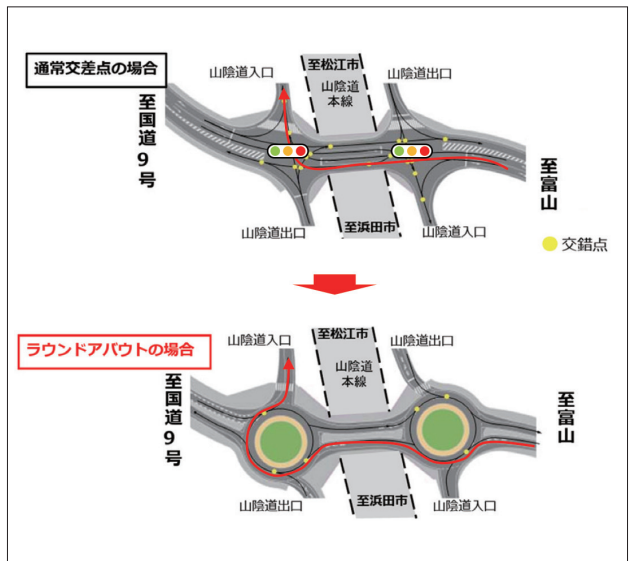 通常交差点の場合
山陰道入口
至松江市
山陰道
本線
山陰道出口
至国道9号
至富山
山陰道出口
至浜田市
山陰道入口
交錯点
ラウンドアバウトの場合
山陰道入口
至松江市
山陰道
本線
山陰道出口
至国道9号
至富山
山陰道出口
至浜田市
山陰道入口